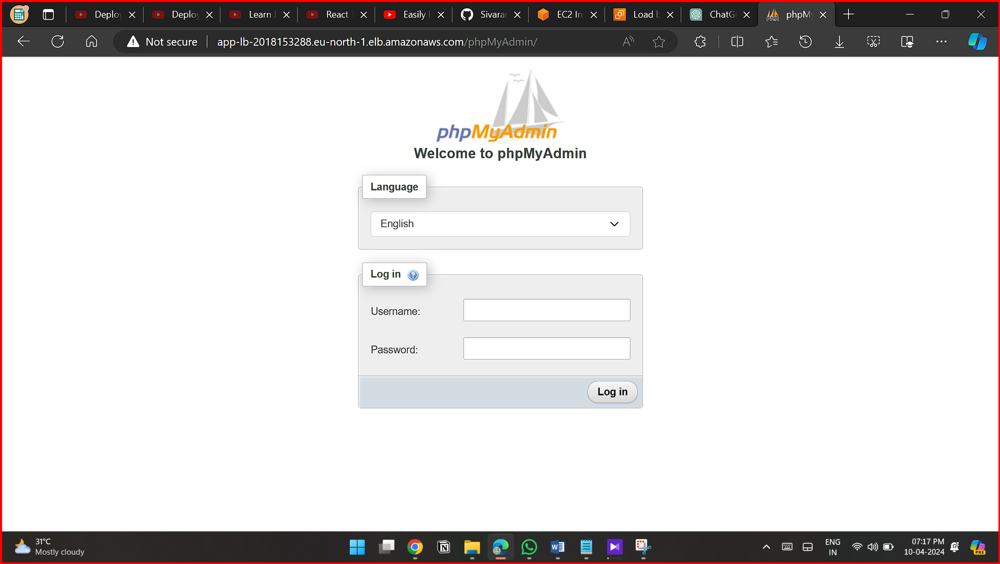 Deploy
Deploy
Learn
React
Easily
Sivarar
EC2 In
Load b
ChatG
phpMy
Not secure
app-lb-2018153288.eu-north-1.elb.amazonaws.com/phpMyAdmin/
phpMyAdmin
Welcome to phpMyAdmin
Language
English
Log in
Username:
Password:
Log in
31°C
Mostly cloudy
ENG
IN
07:17 PM
10-04-2024
PRE